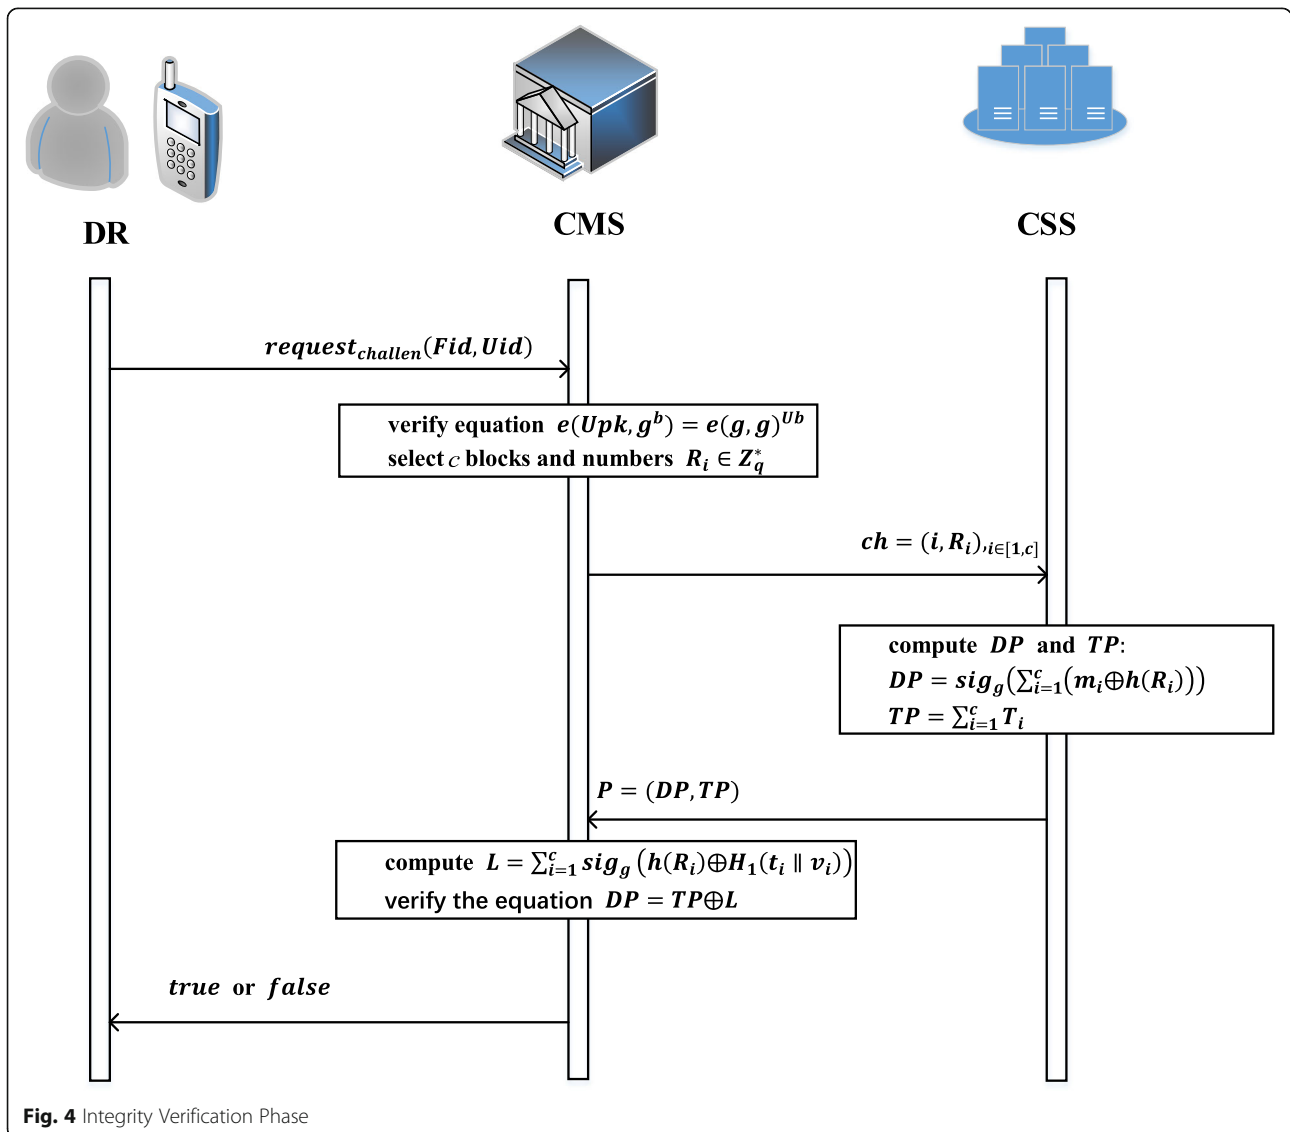 DR
CMS
CSS
request_challen(Fid, Uid)
verify equation e(Upk, g^b) = e(g, g)^Ub
select c blocks and numbers R_i ∈ Z_q^*
ch = (i, R_i),_i∈[1,c]
compute DP and TP:
DP = sig_g(∑_{i=1}^c(m_i⊕h(R_i)))
TP = ∑_{i=1}^c T_i
P = (DP, TP)
compute L = ∑_{i=1}^c sig_g(h(R_i)⊕H_1(t_i ∥ v_i))
verify the equation DP = TP⊕L
true or false
Fig. 4 Integrity Verification Phase